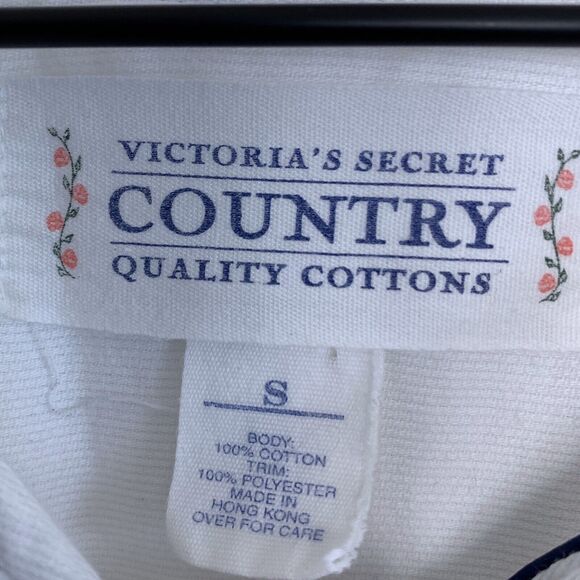 VICTORIA'S SECRET
COUNTRY
QUALITY COTTONS
S
BODY:
100% COTTON
TRIM:
100% POLYESTER
MADE IN
HONG KONG
OVER FOR CARE